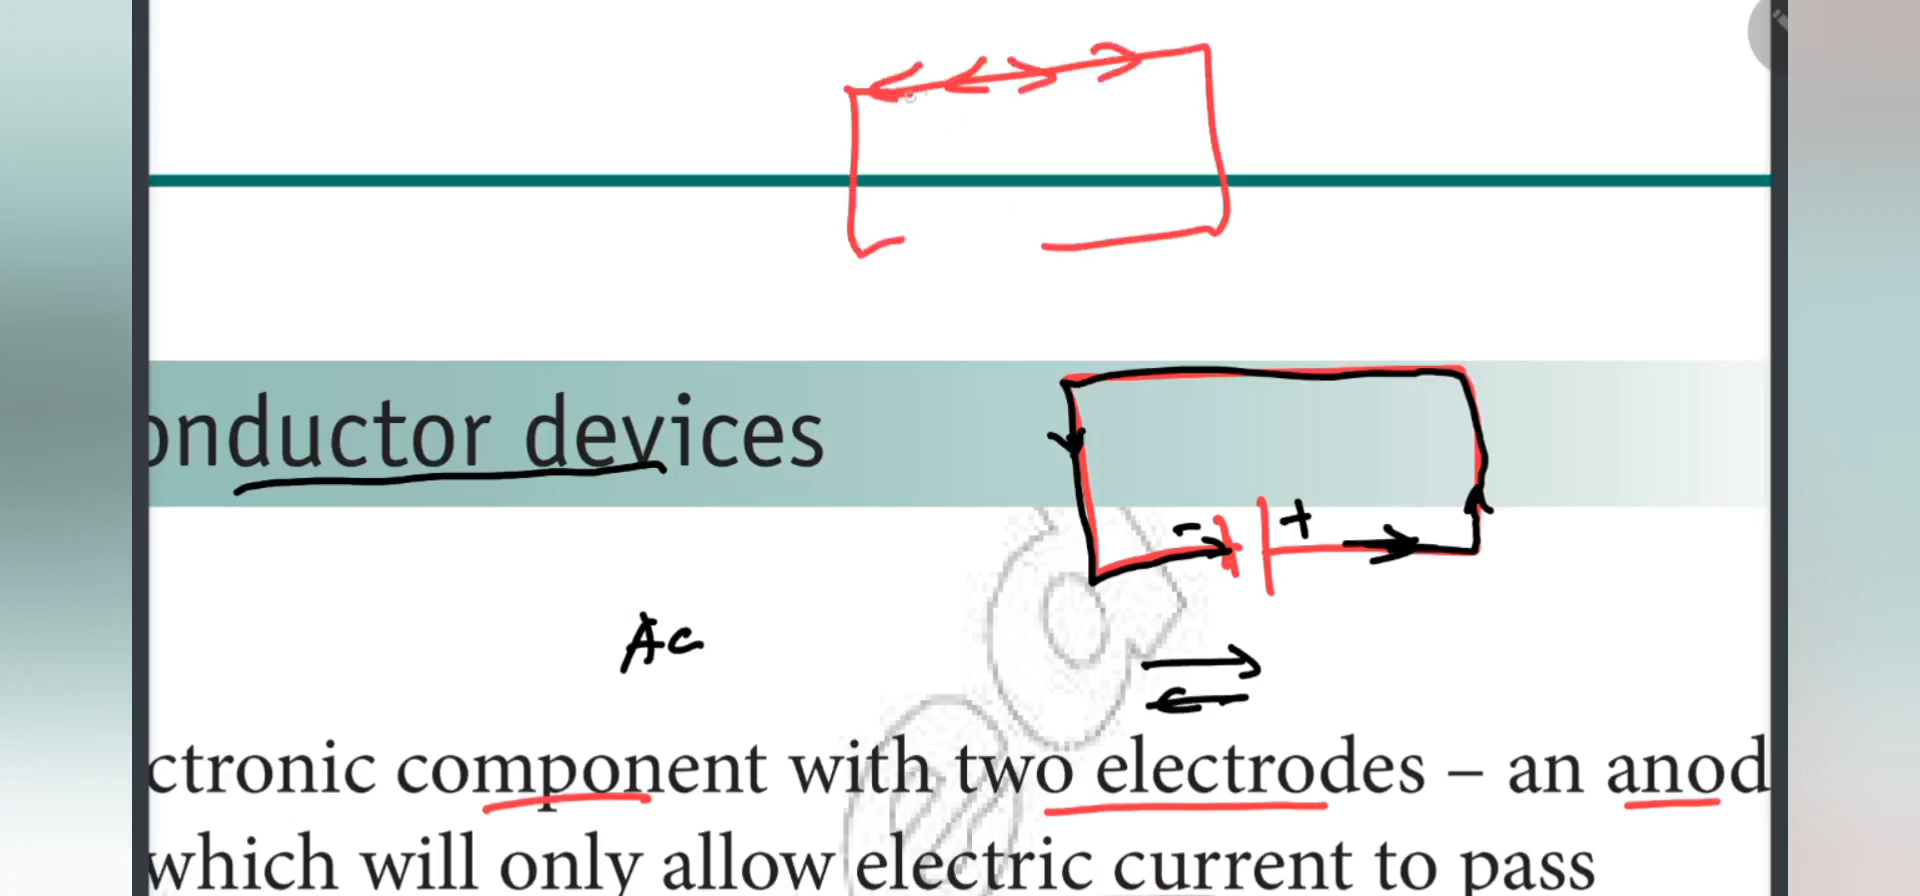 onductor devices
- +
AC
ctronic component with two electrodes – an anod
which will only allow electric current to pass